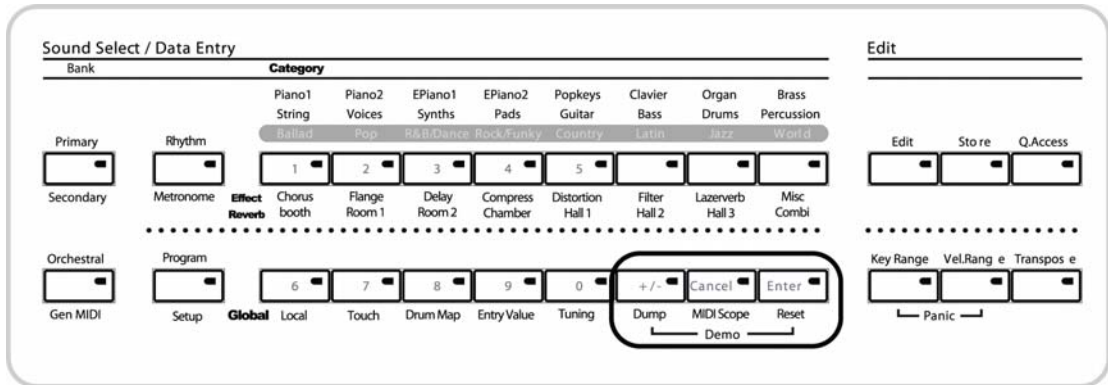 Sound Select / Data Entry Edit
Bank Category
Piano1 Piano2 EPiano1 EPiano2 Popkeys Clavier Organ Brass
String Voices Synths Pads Guitar Bass Drums Percussion
Ballad Pop R&B/Dance Rock/Funky Country Latin Jazz World
Primary Rhythm Edit Sto re Q.Access
1 2 3 4 5
Secondary Metronome Effect Chorus Flange Delay Compress Distortion Filter Lazerverb Misc
Reverb booth Room 1 Room 2 Chamber Hall 1 Hall 2 Hall 3 Combi
Orchestral Program Key Range Vel.Rang e Transpos e
6 7 8 9 0 +/- Cancel Enter
Gen MIDI Setup Global Local Touch Drum Map Entry Value Tuning Dump MIDI Scope Reset
Demo Panic